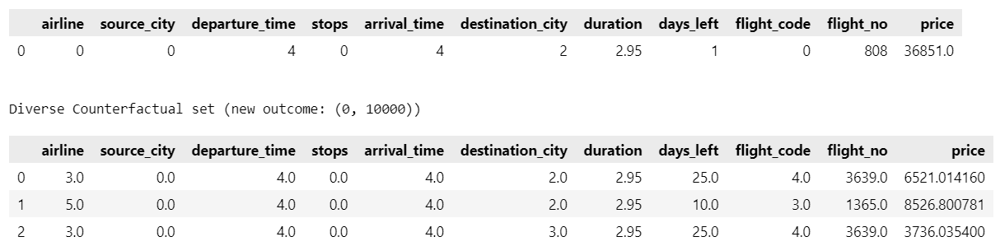 airline source_city departure_time stops arrival_time destination_city duration days_left flight_code flight_no price
0 0 0 4 0 4 2 2.95 1 0 808 36851.0
Diverse Counterfactual set (new outcome: (0, 10000))
airline source_city departure_time stops arrival_time destination_city duration days_left flight_code flight_no price
0 3.0 0.0 4.0 0.0 4.0 2.0 2.95 25.0 4.0 3639.0 6521.014160
1 5.0 0.0 4.0 0.0 4.0 2.0 2.95 10.0 3.0 1365.0 8526.800781
2 3.0 0.0 4.0 0.0 4.0 3.0 2.95 25.0 4.0 3639.0 3736.035400